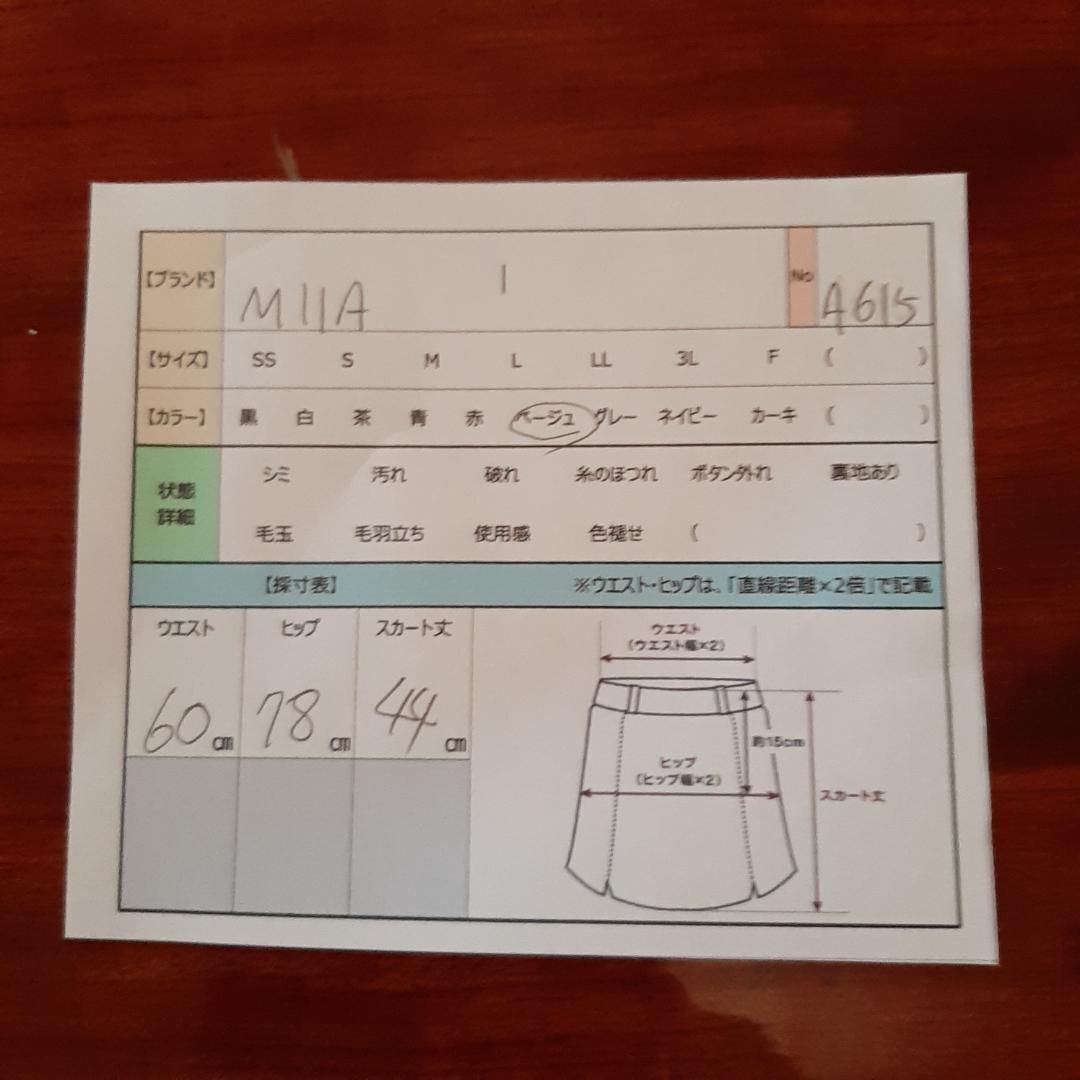 【ブランド】 MIIA | No A615
【サイズ】 SS S M L LL 3L F ( )
【カラー】 黒 白 茶 青 赤 ベージュ グレー ネイビー カーキ ( )
状態詳細 シミ 汚れ 破れ 糸のほつれ ボタン外れ 裏地あり
毛玉 毛羽立ち 使用感 色褪せ ( )
【採寸表】 ※ウエスト・ヒップは、「直線距離×2倍」で記載
ウエスト ヒップ スカート丈
60cm 78cm 44cm
ウエスト
(ウエスト幅×2)
約15cm
ヒップ
(ヒップ幅×2)
スカート丈